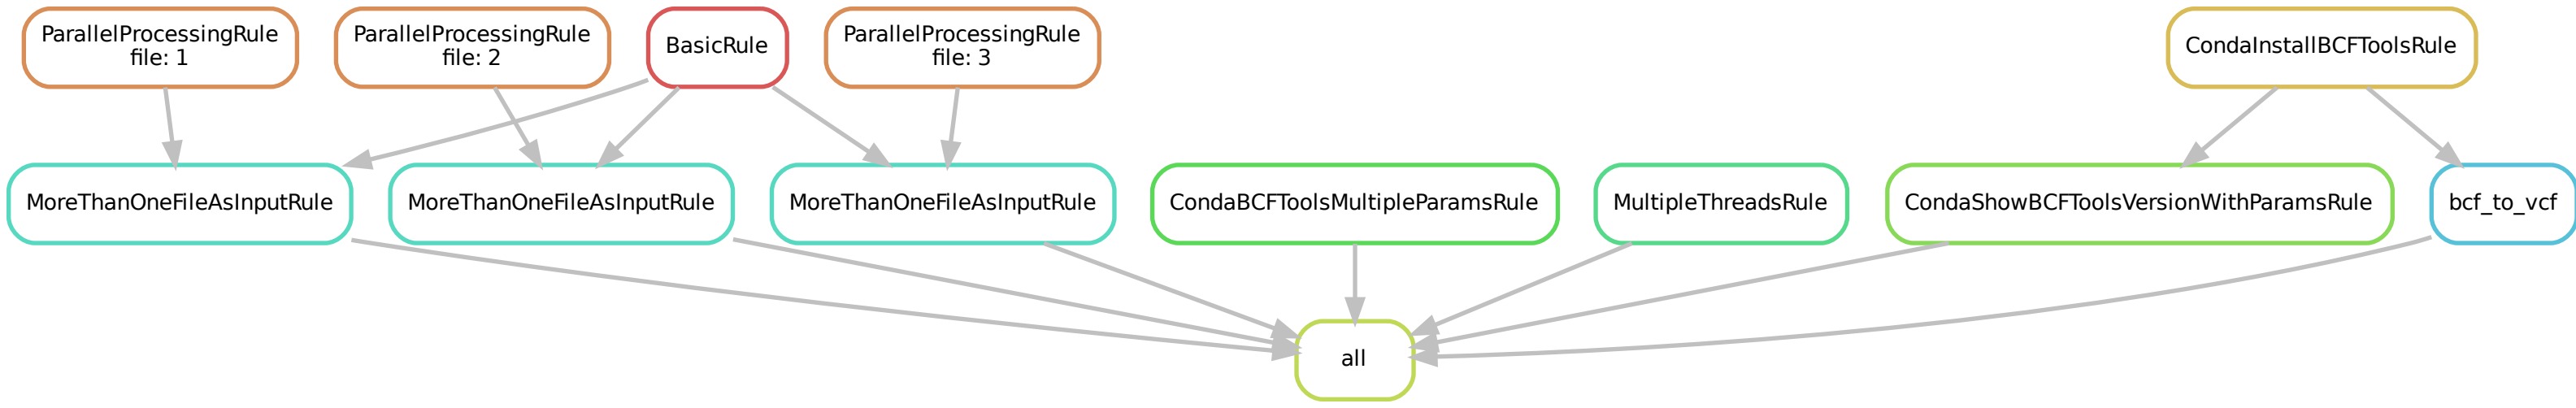 ParallelProcessingRule
file: 1
ParallelProcessingRule
file: 2
BasicRule
ParallelProcessingRule
file: 3
CondaInstallBCFToolsRule
MoreThanOneFileAsInputRule
MoreThanOneFileAsInputRule
MoreThanOneFileAsInputRule
CondaBCFToolsMultipleParamsRule
MultipleThreadsRule
CondaShowBCFToolsVersionWithParamsRule
bcf_to_vcf
all